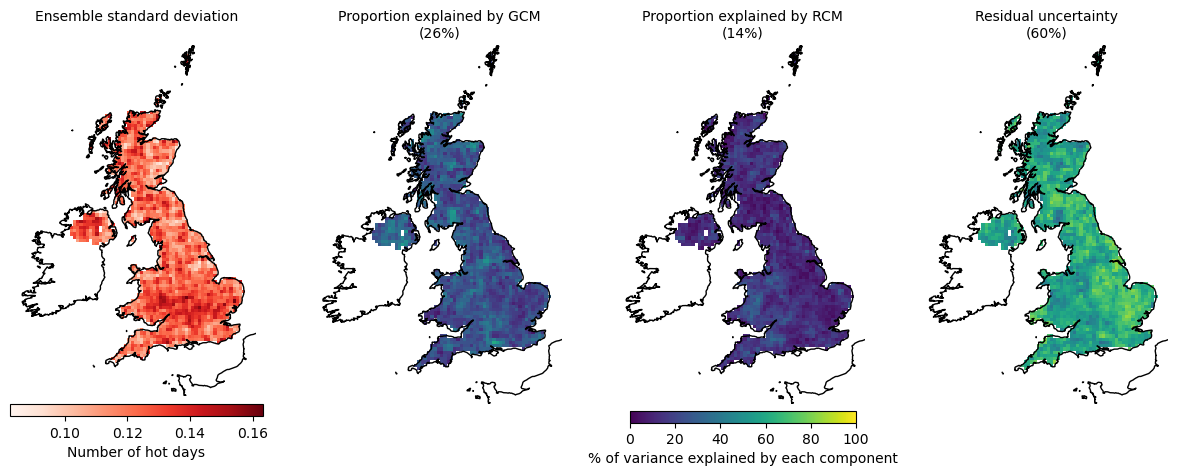 Ensemble standard deviation
Proportion explained by GCM
(26%)
Proportion explained by RCM
(14%)
Residual uncertainty
(60%)
0.10 0.12 0.14 0.16
Number of hot days
0 20 40 60 80 100
% of variance explained by each component